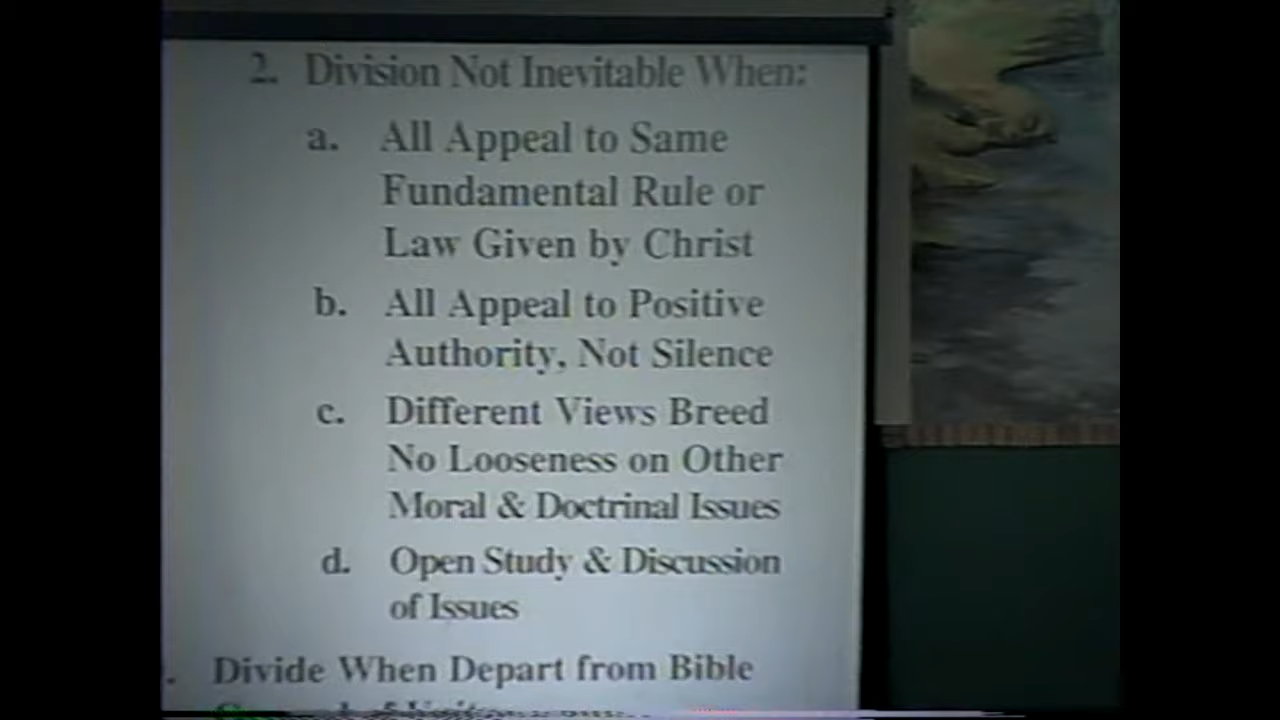 2. Division Not Inevitable When:
a. All Appeal to Same
Fundamental Rule or
Law Given by Christ
b. All Appeal to Positive
Authority, Not Silence
c. Different Views Breed
No Looseness on Other
Moral & Doctrinal Issues
d. Open Study & Discussion
of Issues
. Divide When Depart from Bible